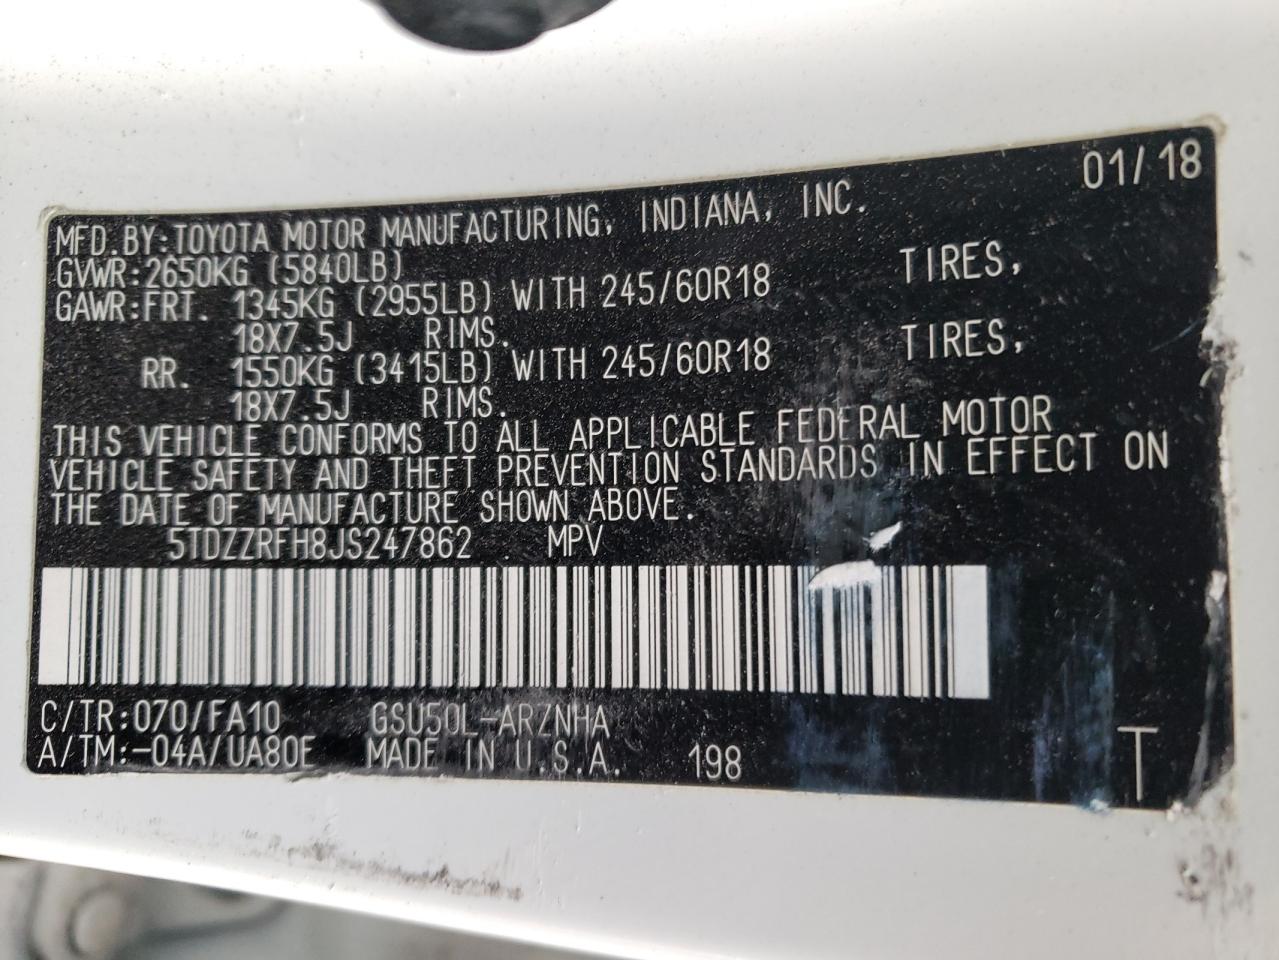 01/18
MFD.BY:TOYOTA MOTOR MANUFACTURING, INDIANA, INC.
GVWR:2650KG (5840LB)
GAWR:FRT. 1345KG (2955LB) WITH 245/60R18 TIRES,
18X7.5J RIMS.
RR. 1550KG (3415LB) WITH 245/60R18 TIRES,
18X7.5J RIMS.
THIS VEHICLE CONFORMS TO ALL APPLICABLE FEDERAL MOTOR
VEHICLE SAFETY AND THEFT PREVENTION STANDARDS IN EFFECT ON
THE DATE OF MANUFACTURE SHOWN ABOVE.
5TDZZRFH8JS247862 MPV
C/TR:070/FA10 GSU50L-ARZNHA
A/TM:-04A/UA80E MADE IN U.S.A. 198 T